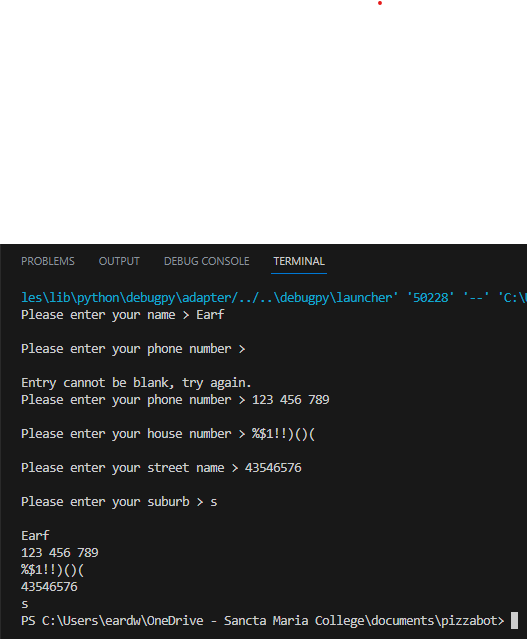 PROBLEMS OUTPUT DEBUG CONSOLE TERMINAL
les\lib\python\debugpy\adapter/../..\debugpy\launcher' '50228' '--' 'C:\
Please enter your name > Earf
Please enter your phone number >
Entry cannot be blank, try again.
Please enter your phone number > 123 456 789
Please enter your house number > %$1!!)()(
Please enter your street name > 43546576
Please enter your suburb > s
Earf
123 456 789
%$1!!)()(
43546576
s
PS C:\Users\eardw\OneDrive - Sancta Maria College\documents\pizzabot>